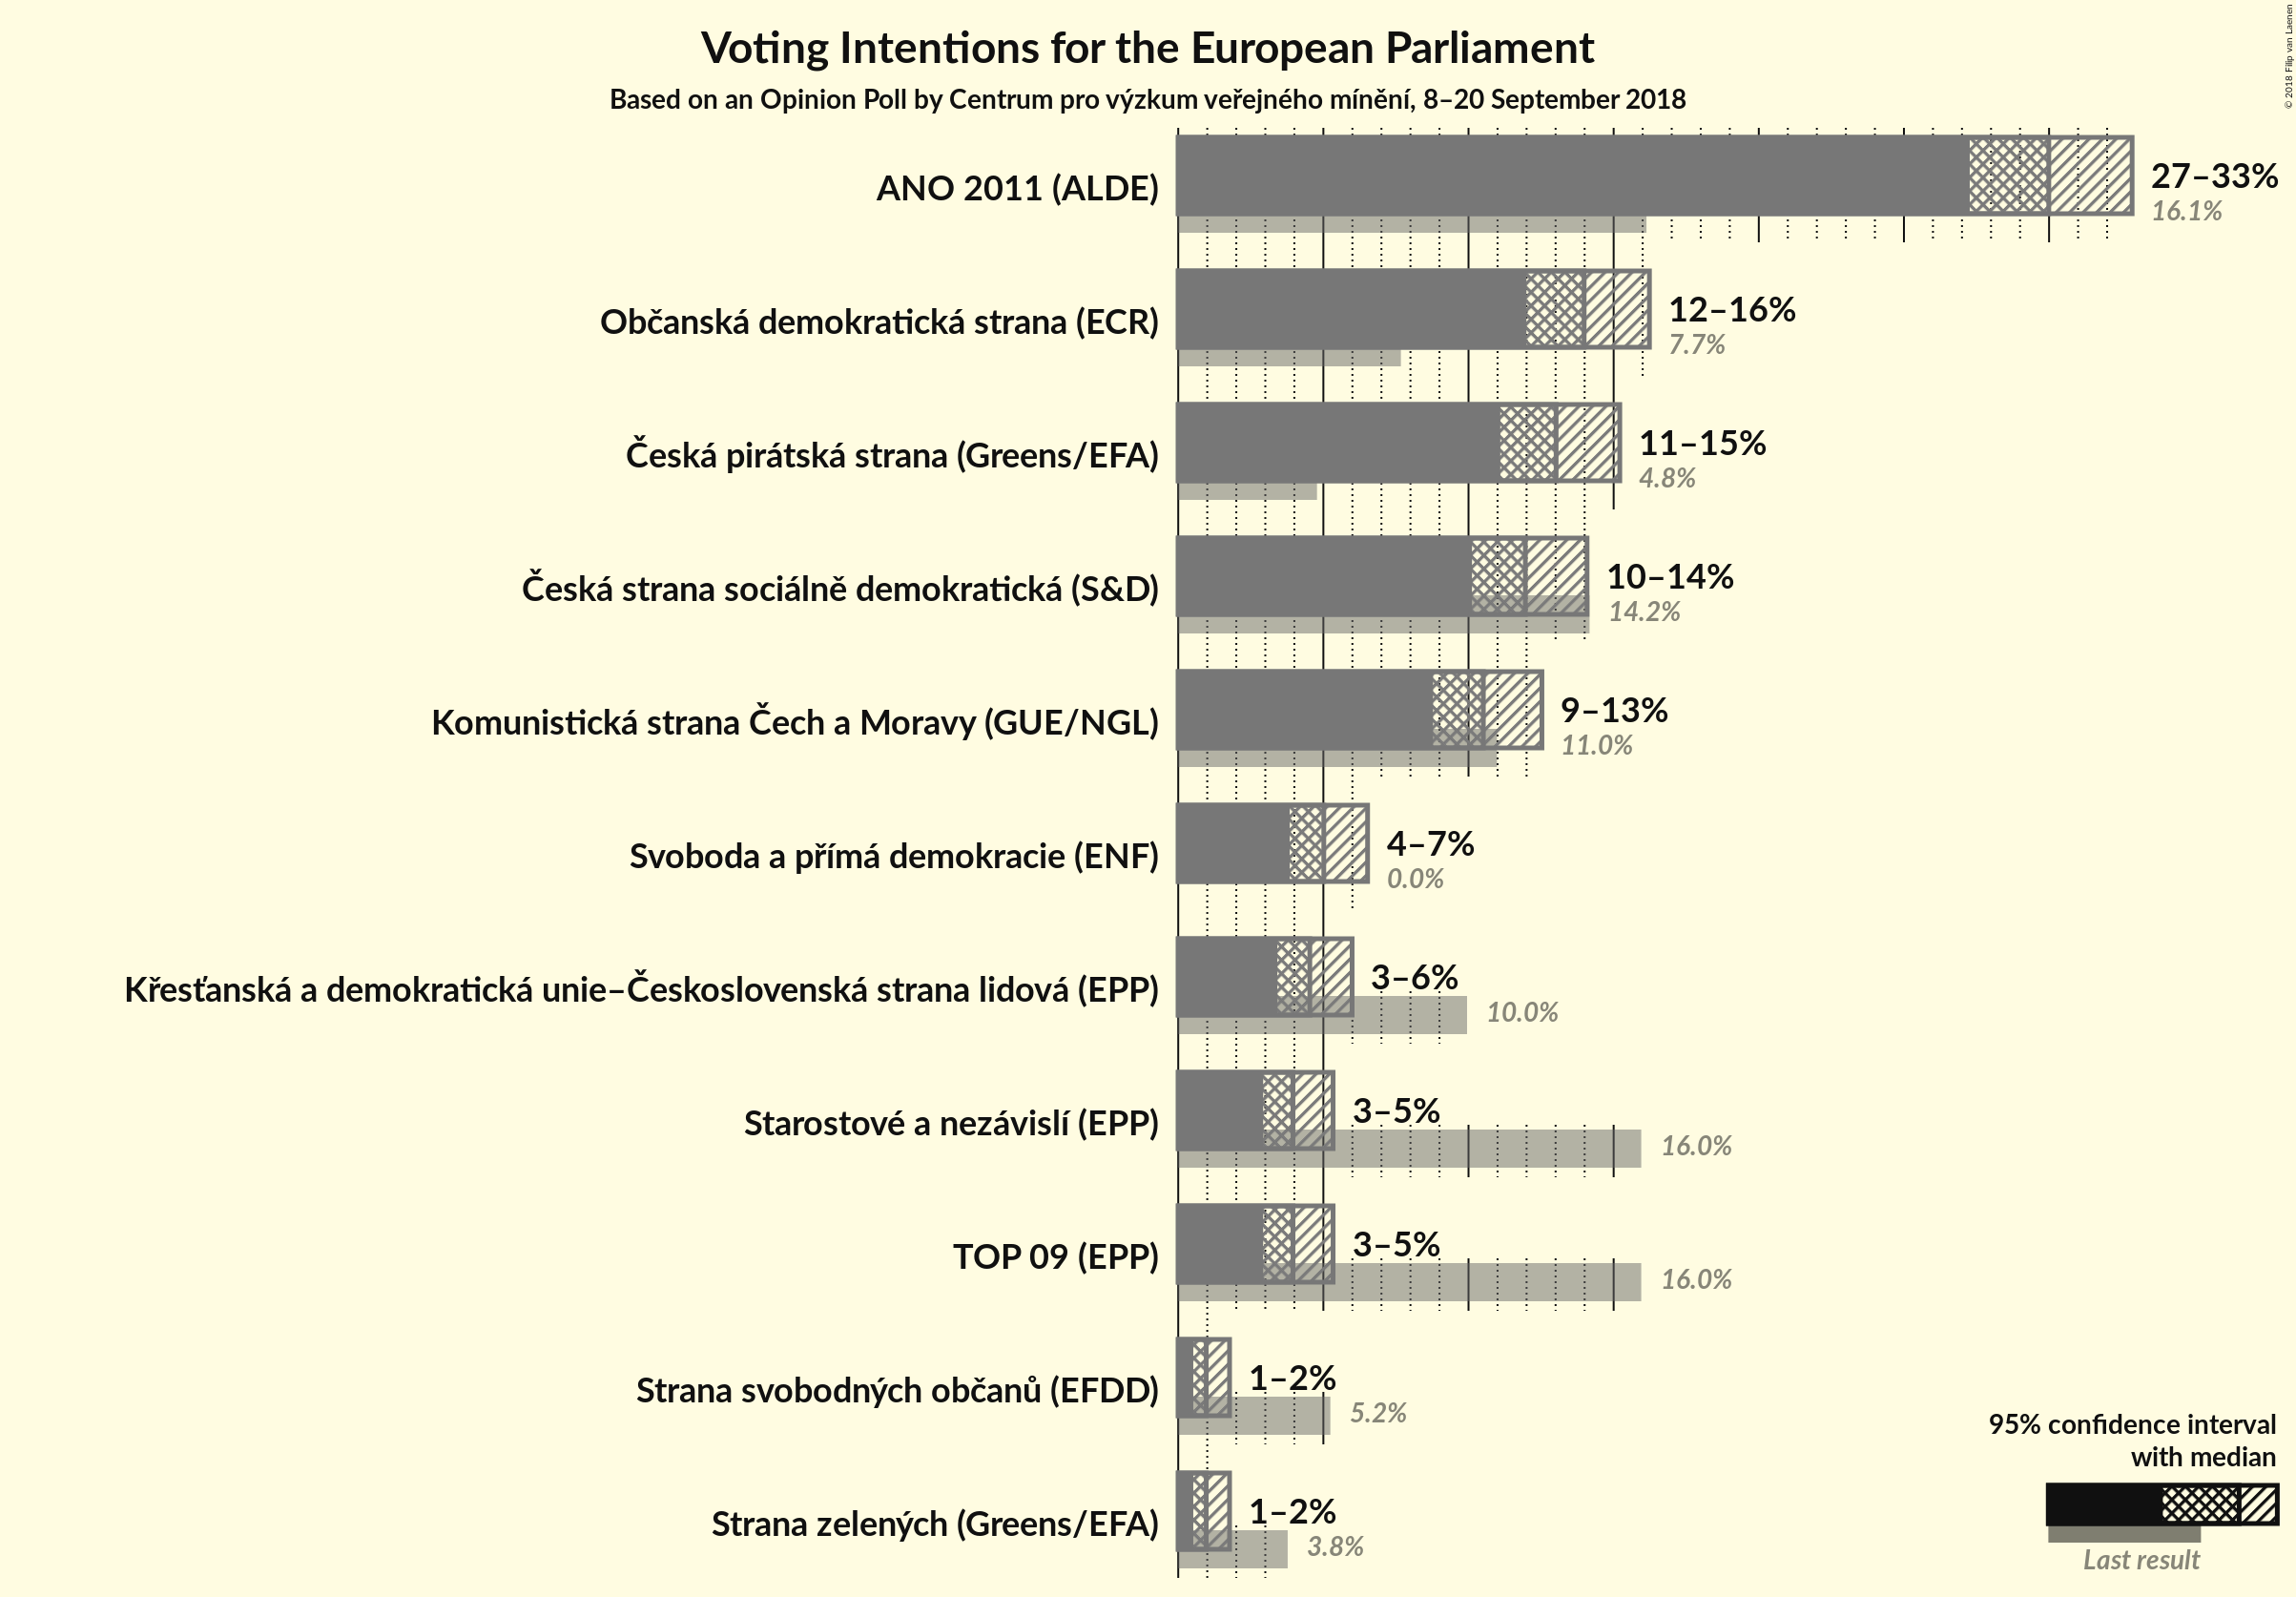 Voting Intentions for the European Parliament
Based on an Opinion Poll by Centrum pro výzkum veřejného mínění, 8–20 September 2018
© 2018 Filip van Laenen
ANO 2011 (ALDE)
27–33%
16.1%
Občanská demokratická strana (ECR)
12–16%
7.7%
Česká pirátská strana (Greens/EFA)
11–15%
4.8%
Česká strana sociálně demokratická (S&D)
10–14%
14.2%
Komunistická strana Čech a Moravy (GUE/NGL)
9–13%
11.0%
Svoboda a přímá demokracie (ENF)
4–7%
0.0%
Křesťanská a demokratická unie–Československá strana lidová (EPP)
3–6%
10.0%
Starostové a nezávislí (EPP)
3–5%
16.0%
TOP 09 (EPP)
3–5%
16.0%
Strana svobodných občanů (EFDD)
1–2%
5.2%
Strana zelených (Greens/EFA)
1–2%
3.8%
95% confidence interval
with median
Last result